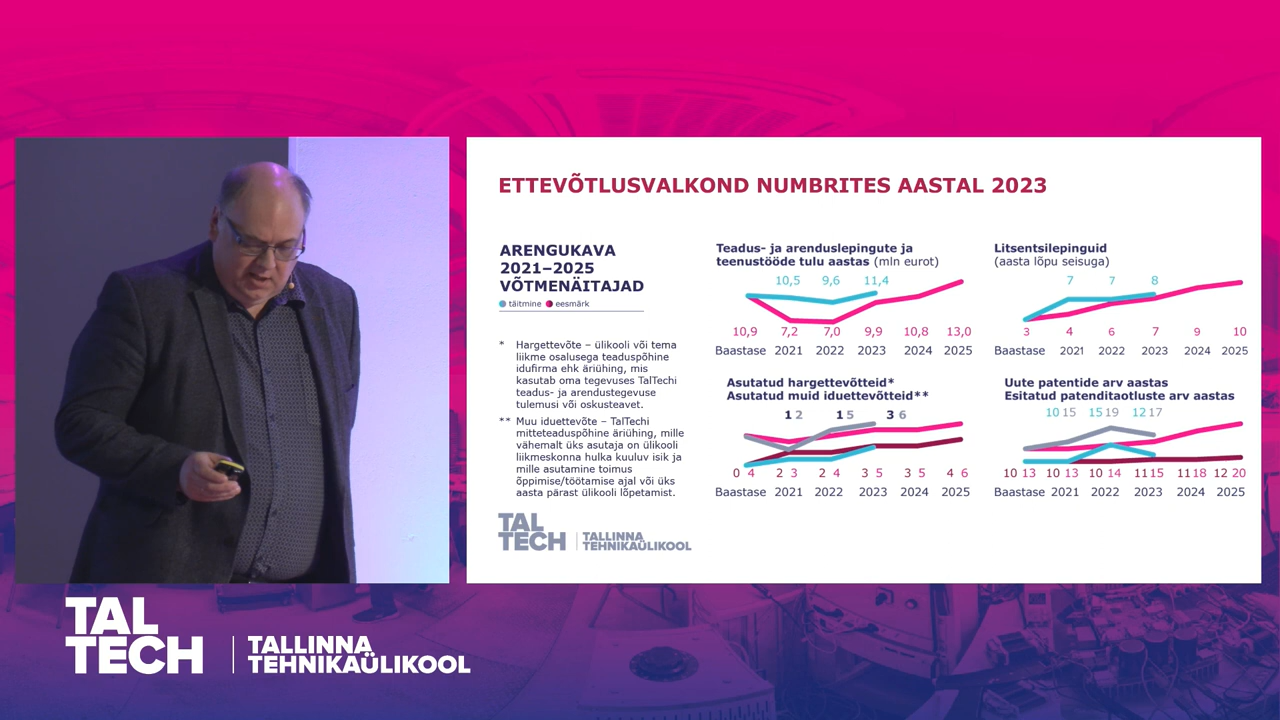 ETTEVÕTLUSVALKOND NUMBRITES AASTAL 2023
ARENGUKAVA
2021–2025
VÕTMENÄITAJAD
täitmine eesmärk
* Hargettevõte – ülikooli või tema
liikme osalusega teaduspõhine
idufirma ehk äriühing, mis
kasutab oma tegevuses TalTechi
teadus- ja arendustegevuse
tulemusi või oskusteavet.
** Muu iduettevõte – TalTechi
mitteteaduspõhine äriühing, mille
vähemalt üks asutaja on ülikooli
liikmeskonna hulka kuuluv isik ja
mille asutamine toimus
õppimise/töötamise ajal või üks
aasta pärast ülikooli lõpetamist.
Teadus- ja arenduslepingute ja
teenustööde tulu aastas (mln eurot)
10,5 9,6 11,4
10,9 7,2 7,0 9,9 10,8 13,0
Baastase 2021 2022 2023 2024 2025
Litsentsilepinguid
(aasta lõpu seisuga)
7 7 8
3 4 6 7 9 10
Baastase 2021 2022 2023 2024 2025
Asutatud hargettevõtteid*
Asutatud muid iduettevõtteid**
1 2 1 5 3 6
0 4 2 3 2 5 3 5 3 5 4 6
Baastase 2021 2022 2023 2024 2025
Uute patentide arv aastas
Esitatud patenditaotluste arv aastas
10 15 15 19 12 17
10 13 10 13 10 14 11 15 11 18 12 20
Baastase 2021 2022 2023 2024 2025
TAL
TECH
TALLINNA
TEHNIKAÜLIKOOL
TAL
TECH
TALLINNA
TEHNIKAÜLIKOOL